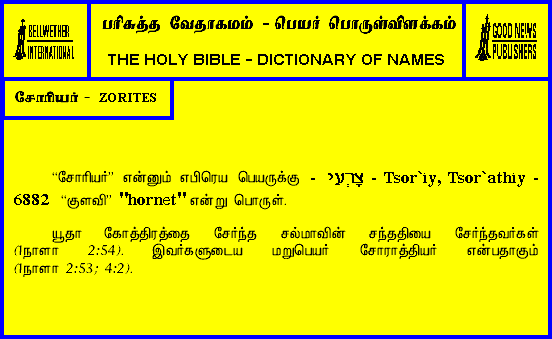 BELLWETHER
INTERNATIONAL
பரிசுத்த வேதாகமம் - பெயர் பொருள்விளக்கம்
THE HOLY BIBLE - DICTIONARY OF NAMES
GOOD NEWS
PUBLISHERS
சோரியர் - ZORITES
“சோரியர்” என்னும் எபிரெய பெயருக்கு - צָרְעִי - Tsor`iy, Tsor`athiy -
6882 “குளவி” "hornet" என்று பொருள்.
யூதா கோத்திரத்தை சேர்ந்த சல்மாவின் சந்ததியை சேர்ந்தவர்கள்
(1நாளா 2:54). இவர்களுடைய மறுபெயர் சோராத்தியர் என்பதாகும்
(1நாளா 2:53; 4:2).